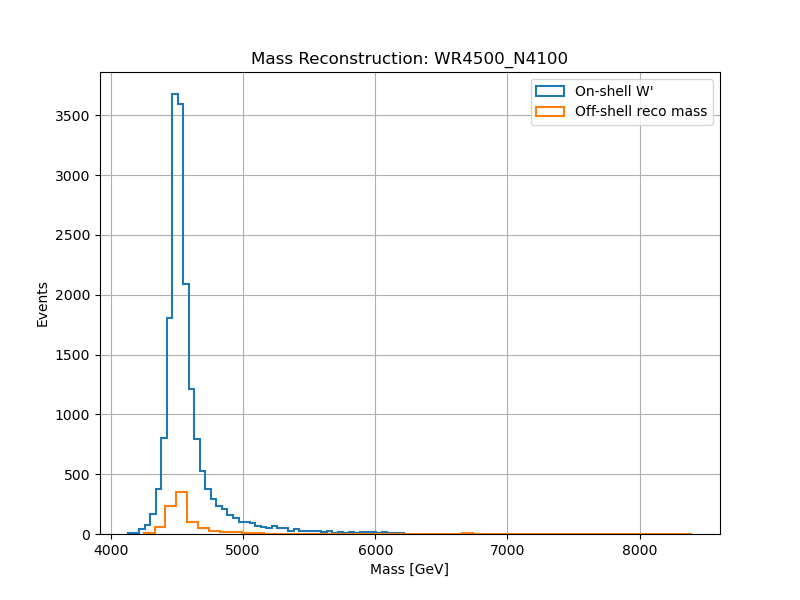 Mass Reconstruction: WR4500_N4100
On-shell W'
Off-shell reco mass
3500
3000
2500
2000
1500
1000
500
0
Events
4000 5000 6000 7000 8000
Mass [GeV]